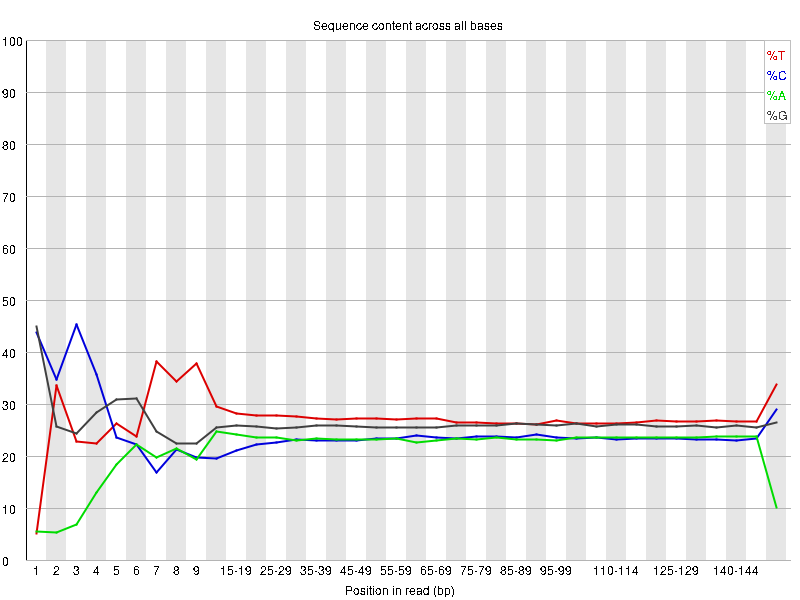 Sequence content across all bases
100
90
80
70
60
50
40
30
20
10
0
%T
%C
%A
%G
1 2 3 4 5 6 7 8 9 15-19 25-29 35-39 45-49 55-59 65-69 75-79 85-89 95-99 110-114 125-129 140-144
Position in read (bp)